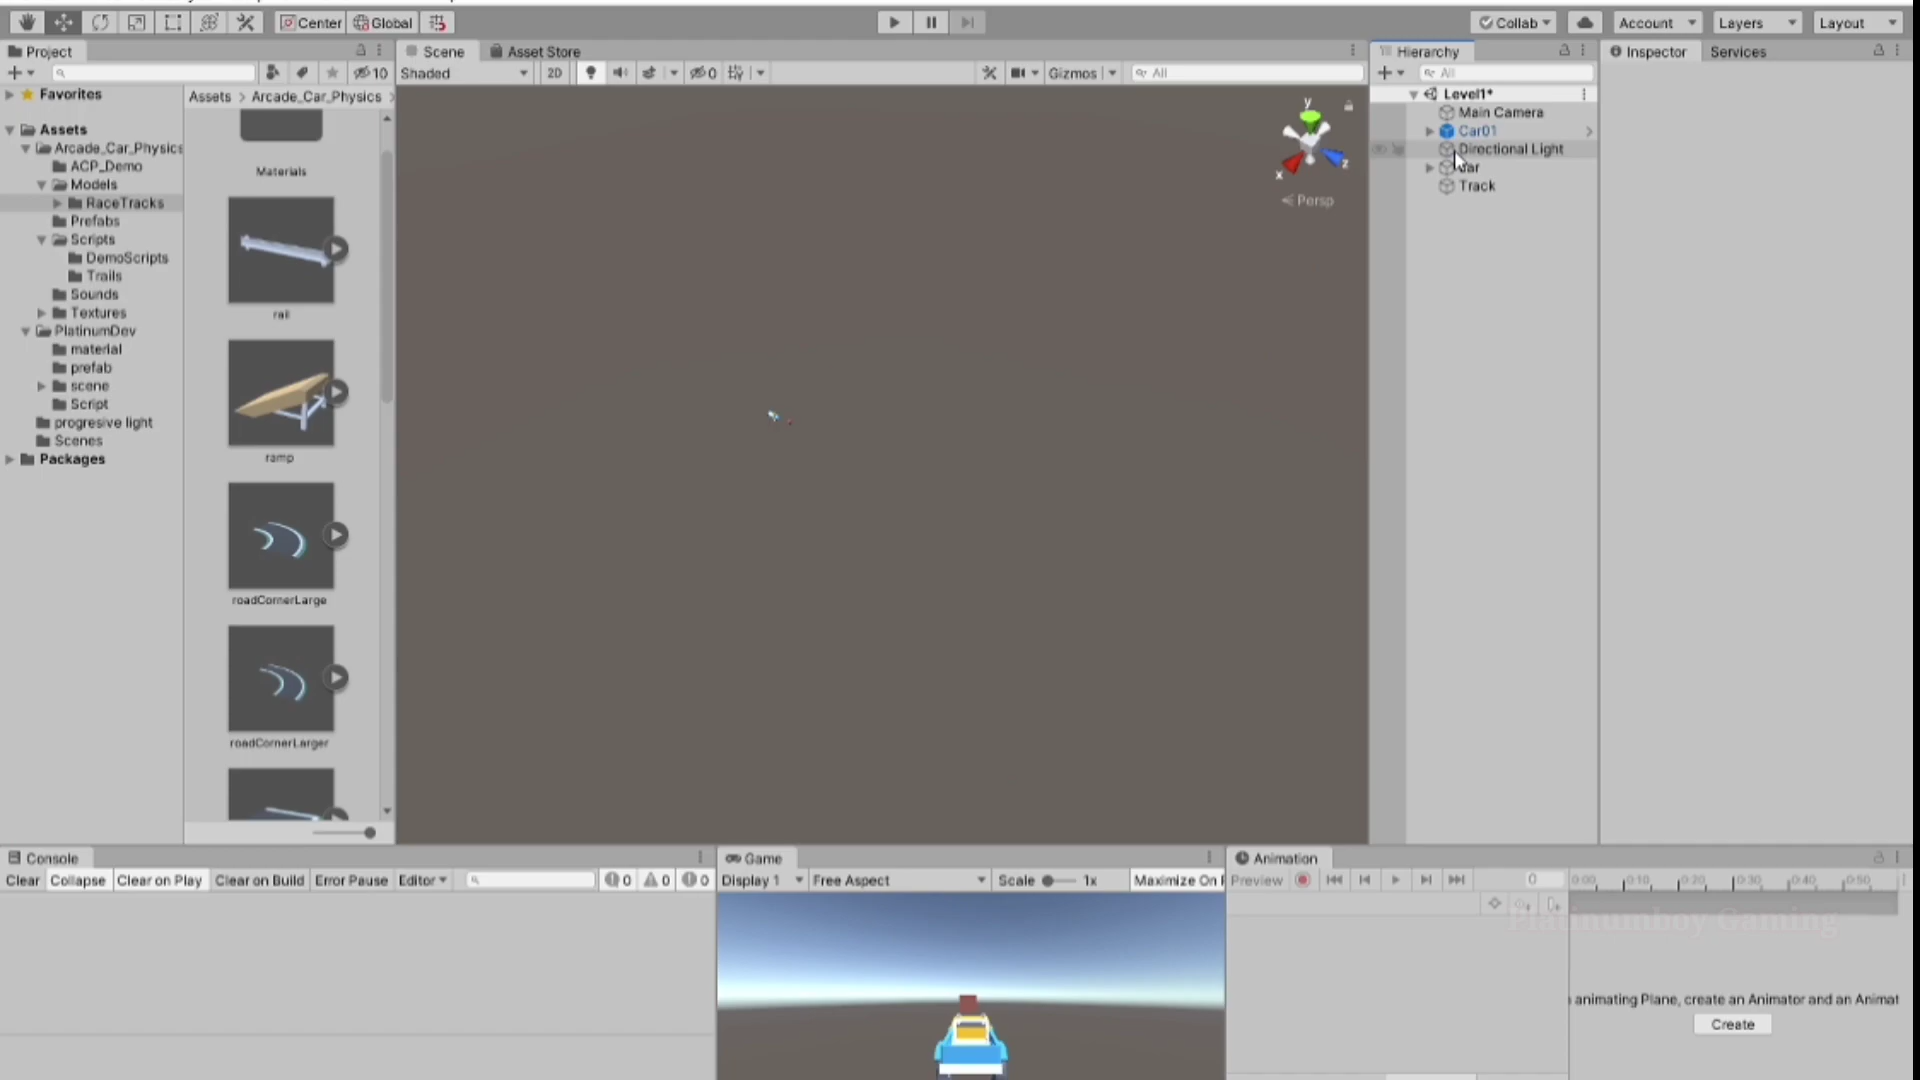 Center Global Collab Account Layers Layout
Project Scene Asset Store Hierarchy Inspector Services
10 Shaded 2D 0 Gizmos All All
Favorites
Assets > Arcade_Car_Physics >
Assets
Arcade_Car_Physics
ACP_Demo
Models
RaceTracks
Prefabs
Scripts
DemoScripts
Trails
Sounds
Textures
PlatinumDev
material
prefab
scene
Script
progresive light
Scenes
Packages
Materials
rail
ramp
roadCornerLarge
roadCornerLarger
y
x
z
Persp
Level1*
Main Camera
Car01
Directional Light
Track
Console Game Animation
Clear Collapse Clear on Play Clear on Build Error Pause Editor 0 0 0
Display 1 Free Aspect Scale 1x Maximize On
Preview 0 0:00 0:10 0:20 0:30 0:40 0:50
Platinumboy Gaming
animating Plane, create an Animator and an Animat
Create